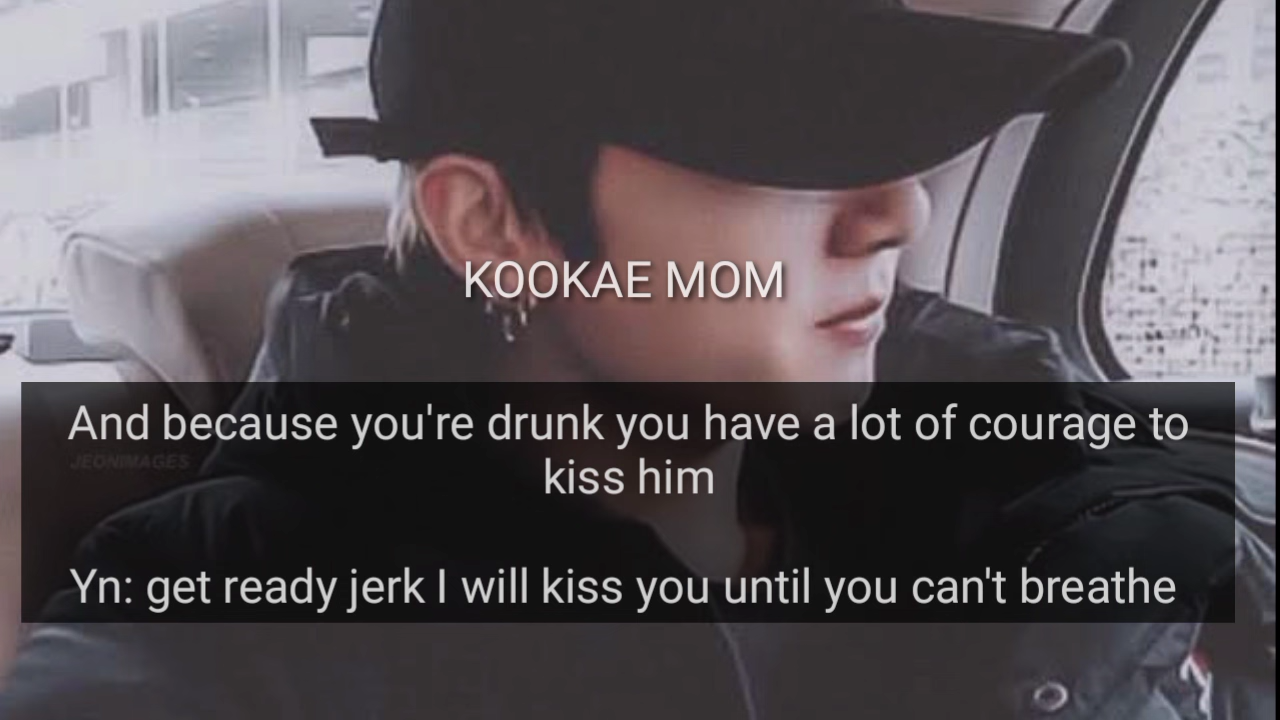 KOOKAE MOM
And because you're drunk you have a lot of courage to
kiss him
JEONIMAGES
Yn: get ready jerk I will kiss you until you can't breathe